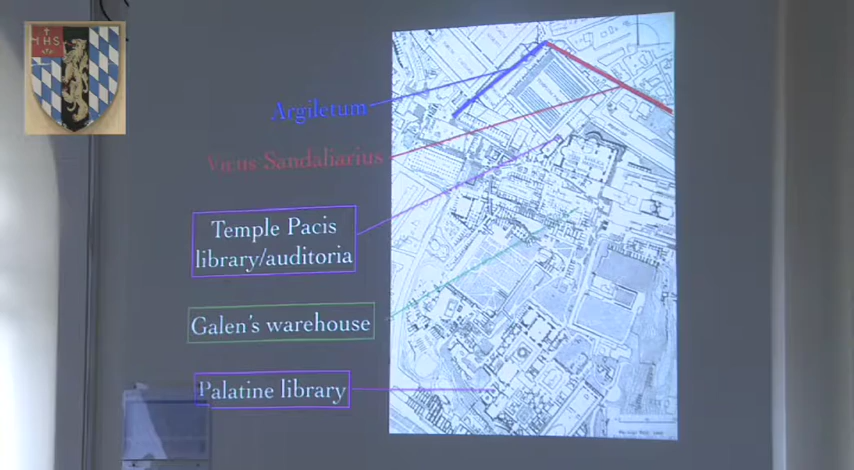 IHS
Argiletum
Vicus Sandaliarius
Temple Pacis
library/auditoria
Galen's warehouse
Palatine library